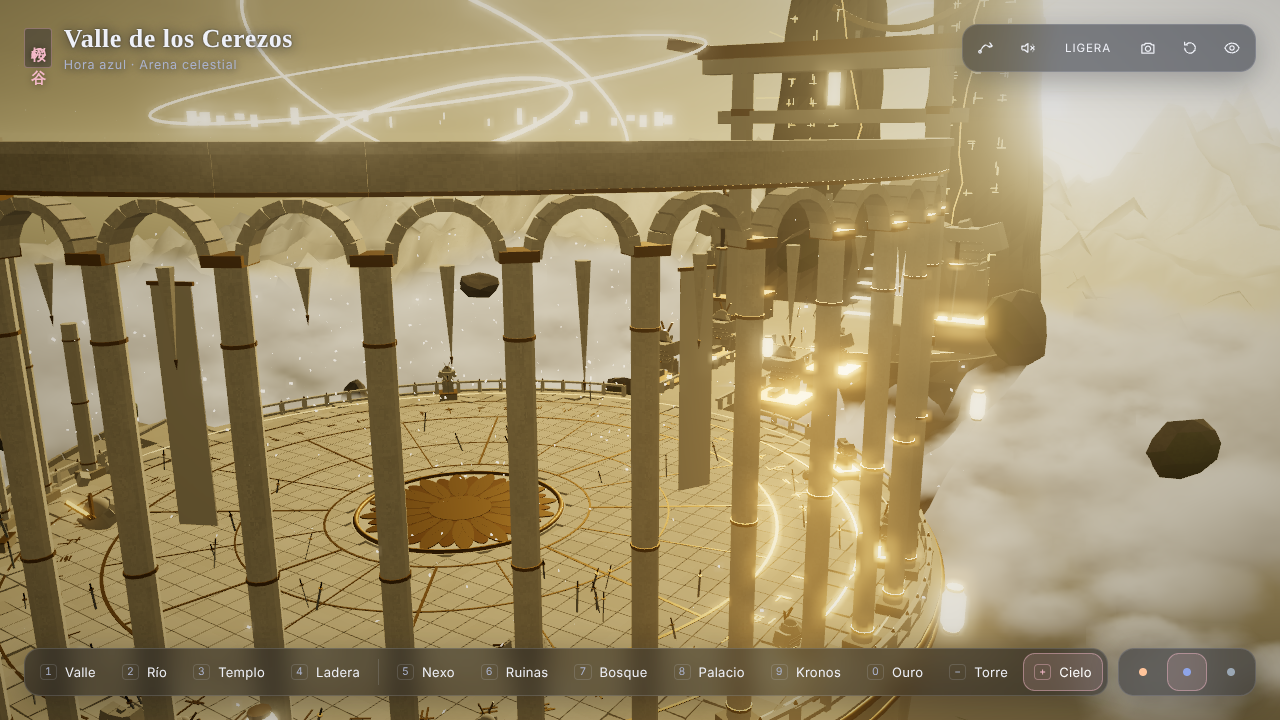 桜谷
Valle de los Cerezos
Hora azul · Arena celestial
LIGERA
1 Valle
2 Río
3 Templo
4 Ladera
5 Nexo
6 Ruinas
7 Bosque
8 Palacio
9 Kronos
0 Ouro
− Torre
+ Cielo